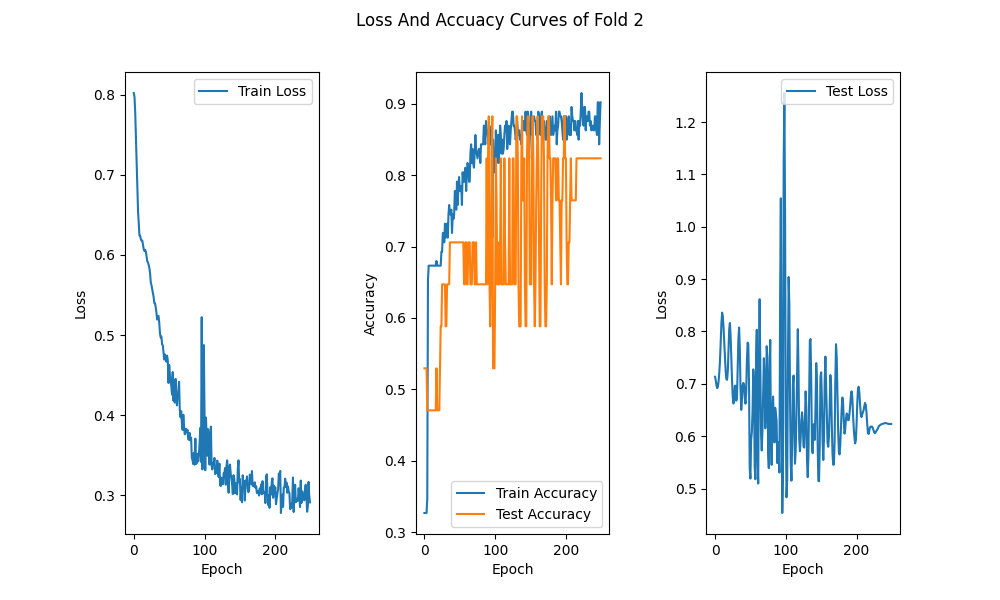 Loss And Accuacy Curves of Fold 2
Train Loss
0.8
0.7
0.6
0.5
0.4
0.3
0
100
200
Epoch
Loss
Train Accuracy
Test Accuracy
0.9
0.8
0.7
0.6
0.5
0.4
0.3
0
100
200
Epoch
Accuracy
Test Loss
1.2
1.1
1.0
0.9
0.8
0.7
0.6
0.5
0
100
200
Epoch
Loss